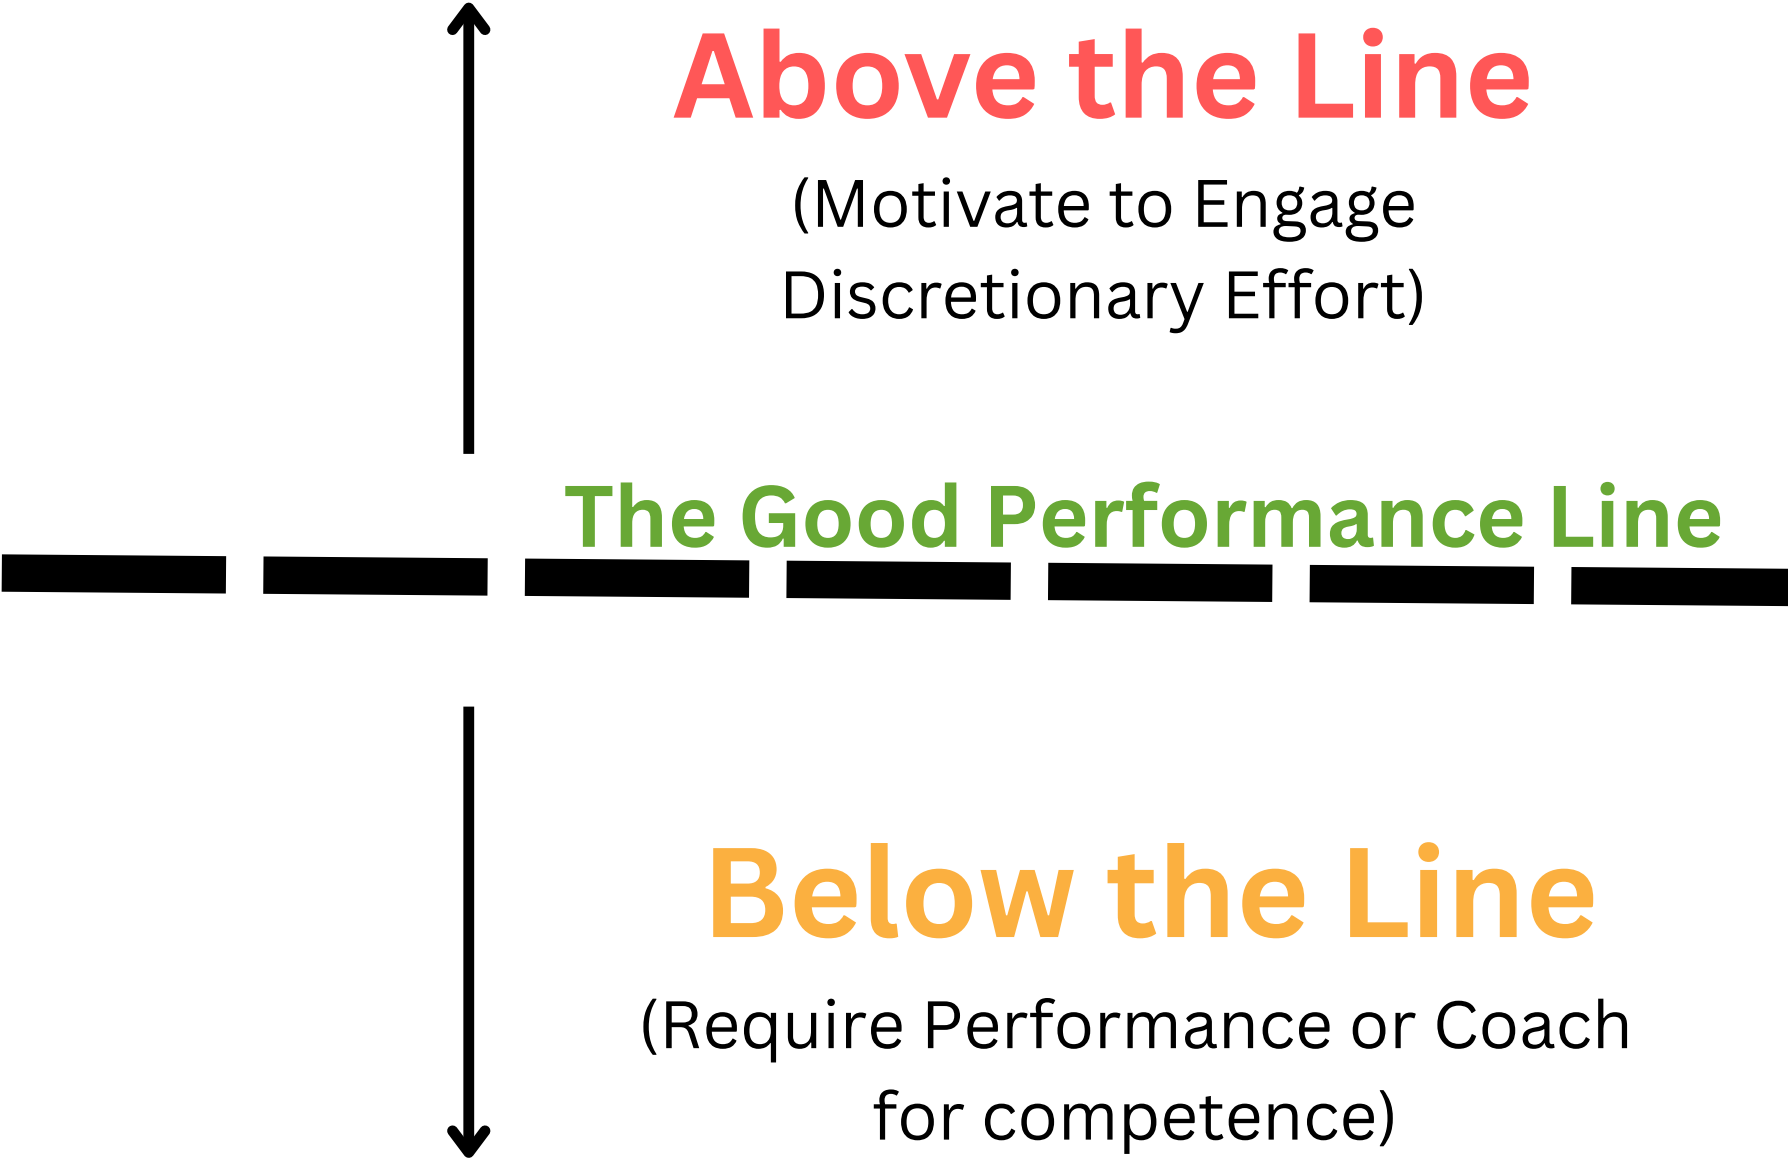 Above the Line
(Motivate to Engage
Discretionary Effort)
The Good Performance Line
Below the Line
(Require Performance or Coach
for competence)